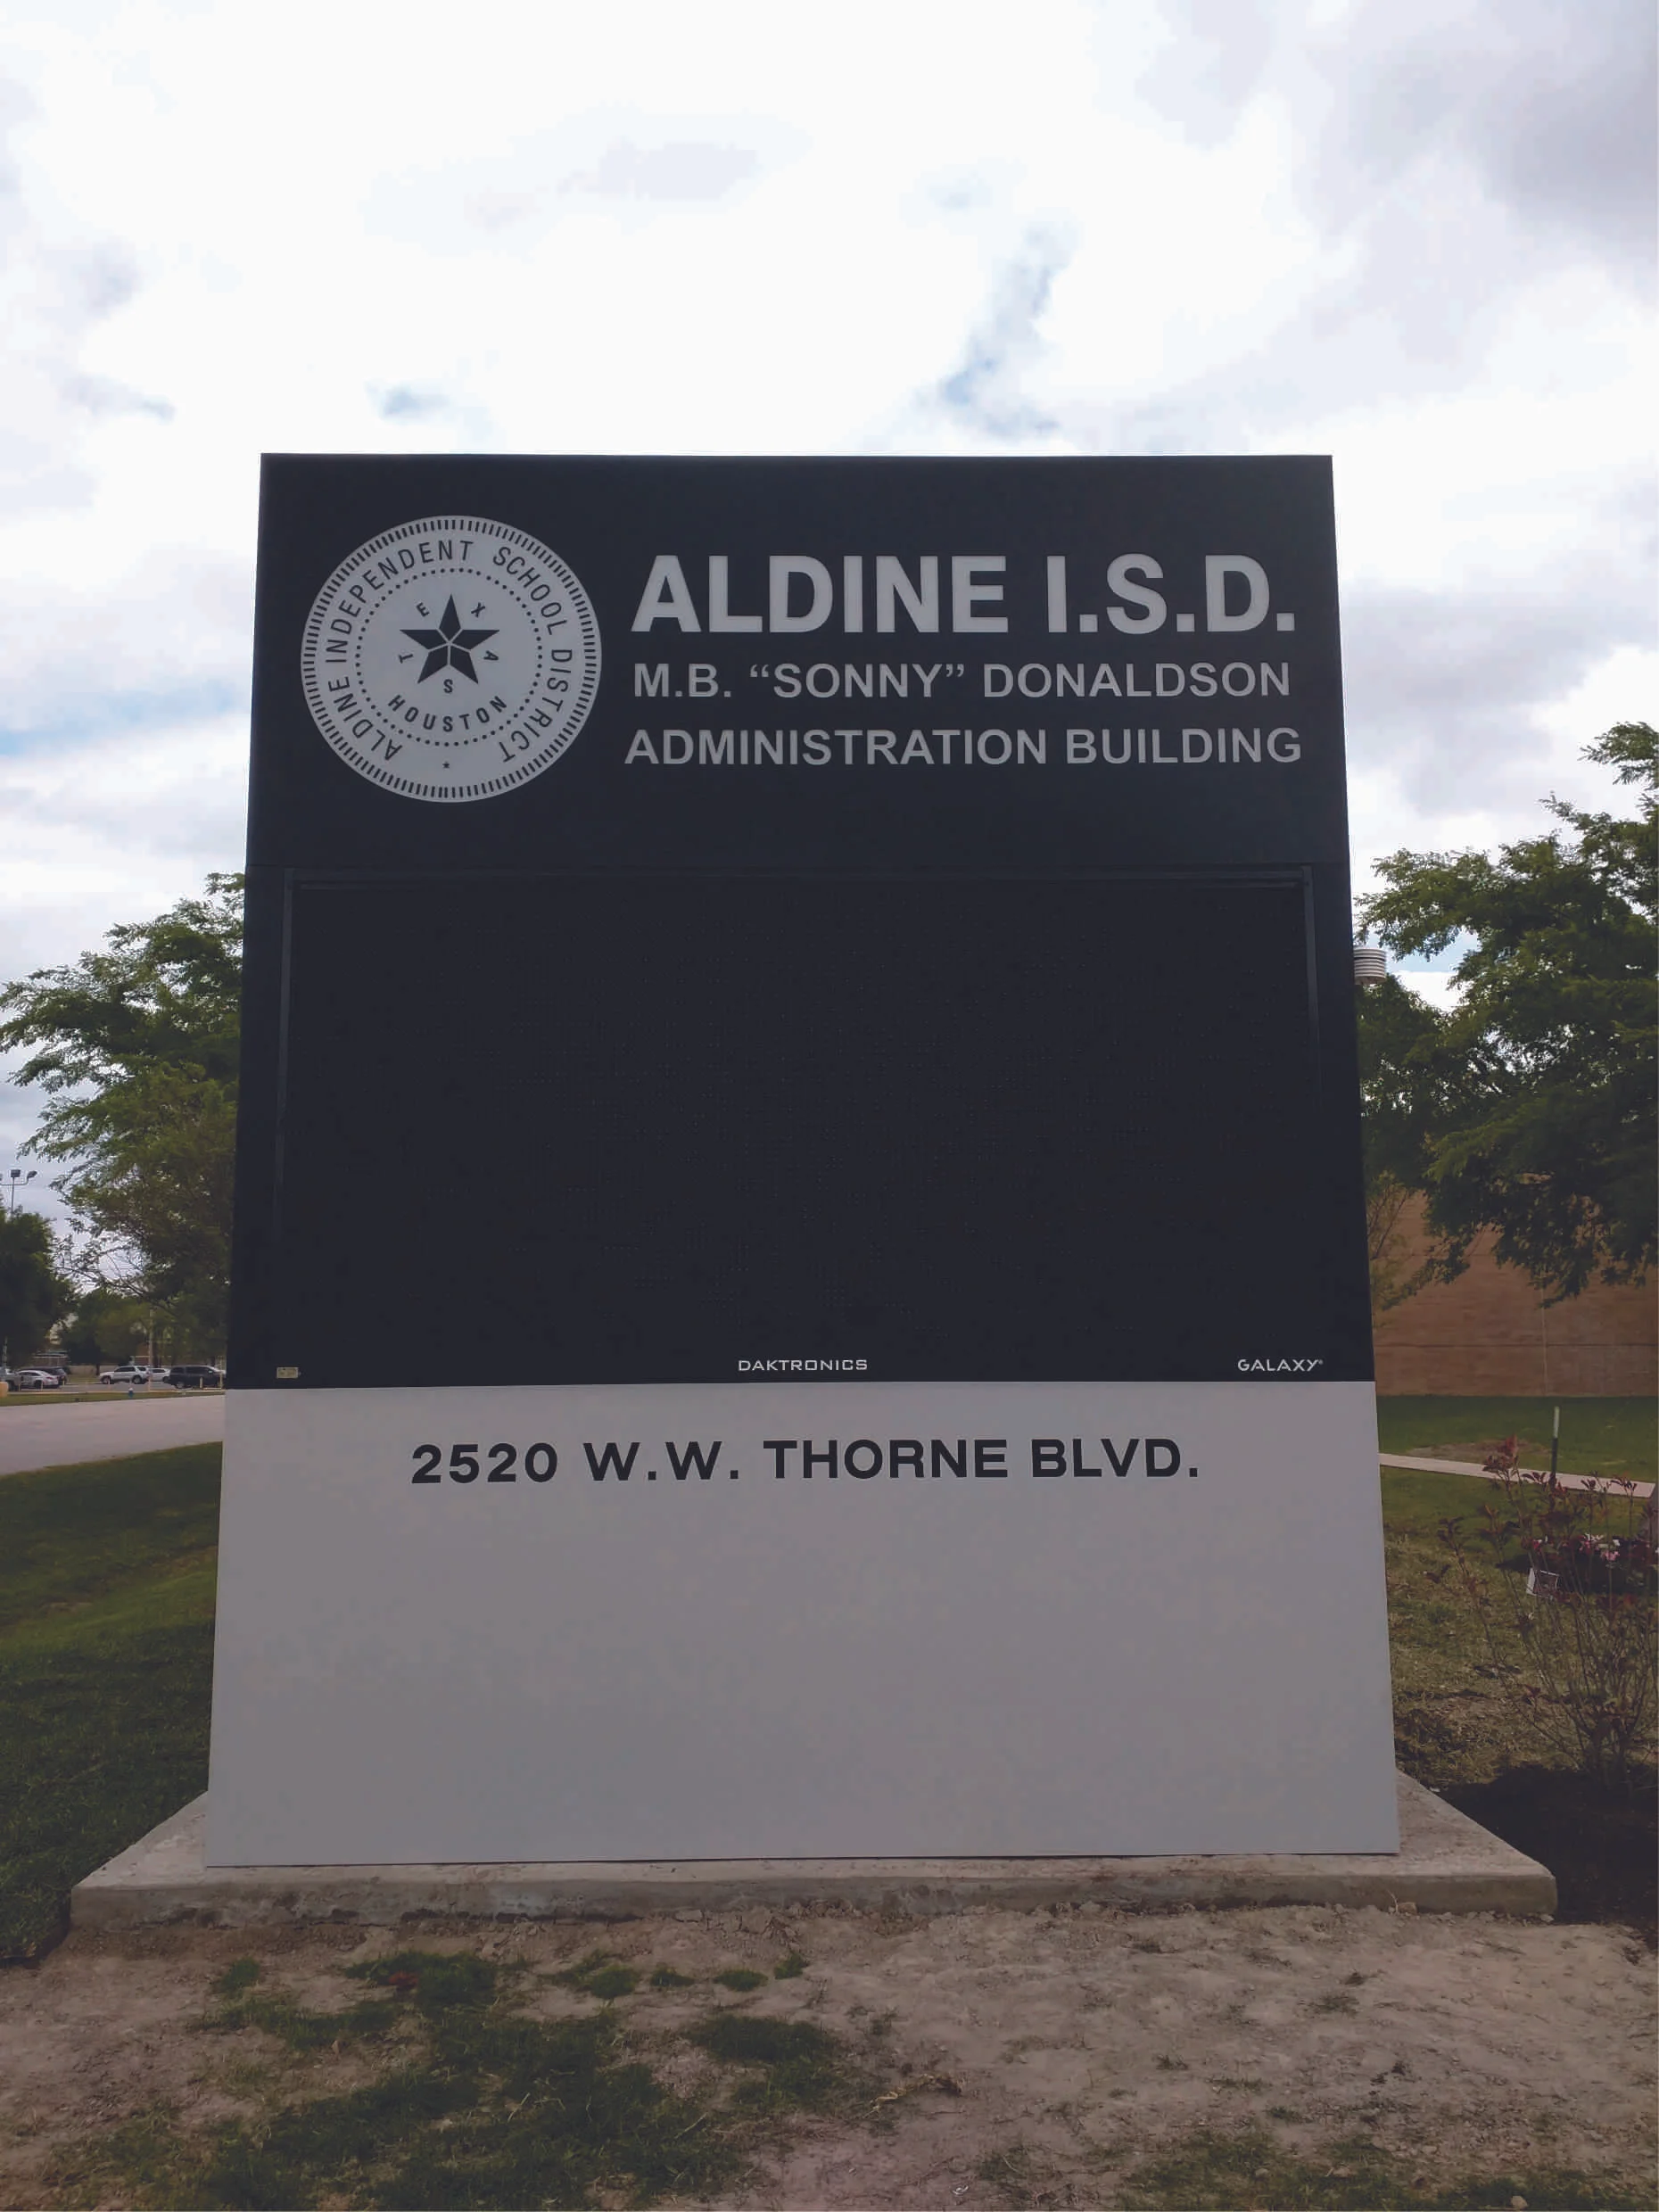 ALDINE INDEPENDENT SCHOOL DISTRICT
TEXAS
HOUSTON
ALDINE I.S.D.
M.B. “SONNY” DONALDSON
ADMINISTRATION BUILDING
DAKTRONICS
GALAXY®
2520 W.W. THORNE BLVD.